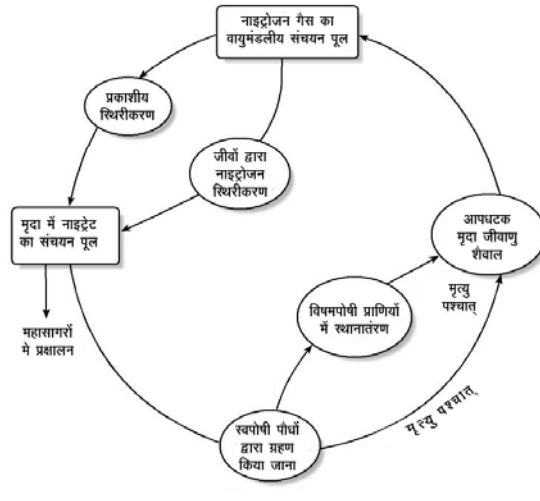 नाइट्रोजन गैस का
वायुमंडलीय संचयन पूल
प्रकाशीय
स्थिरीकरण
जीवों द्वारा
नाइट्रोजन
स्थिरीकरण
मृदा में नाइट्रेट
का संचयन पूल
महासागरों
मे प्रक्षालन
आपघटक
मृदा जीवाणु
शैवाल
मृत्यु
पश्चात्
विषमपोषी प्राणियों
में स्थानातंरण
स्वपोषी पौधों
द्वारा ग्रहण
किया जाना
मृत्यु पश्चात्